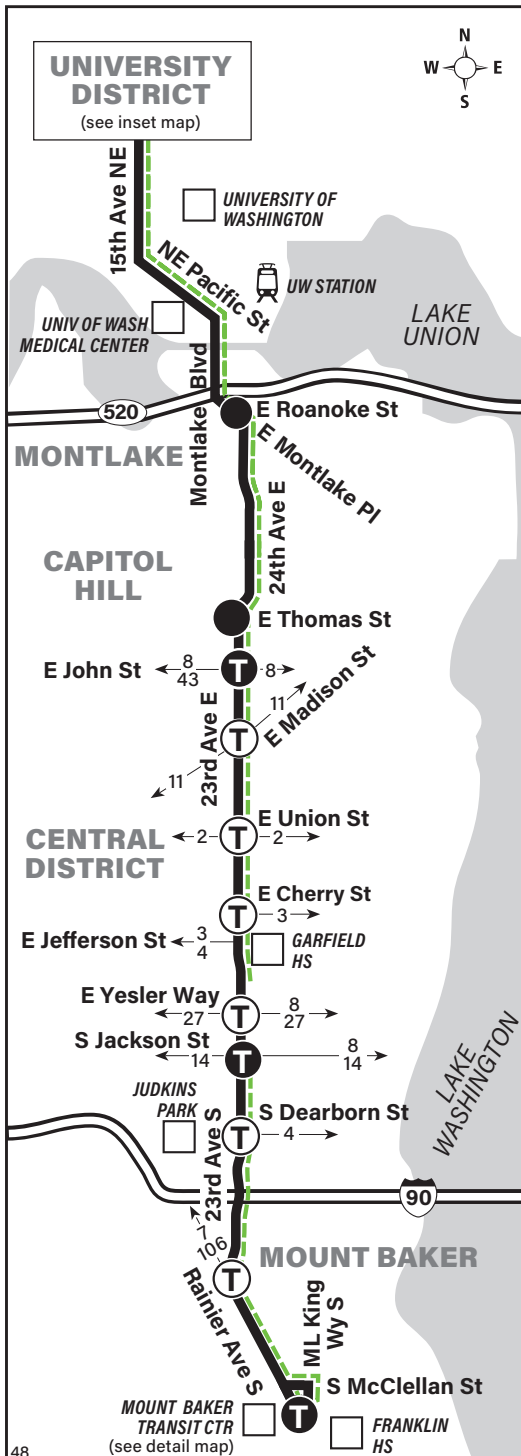 UNIVERSITY
DISTRICT
(see inset map)
N
W
E
S
15th Ave NE
UNIVERSITY OF
WASHINGTON
NE Pacific St
UW STATION
LAKE
UNION
UNIV OF WASH
MEDICAL CENTER
Montlake Blvd
520
E Roanoke St
MONTLAKE
E Montlake Pl
24th Ave E
CAPITOL
HILL
E Thomas St
E John St
8
43
T
8
11
E Madison St
23rd Ave E
T
11
E Union St
2
T
2
CENTRAL
DISTRICT
E Cherry St
T
3
E Jefferson St
3
4
GARFIELD
HS
E Yesler Way
27
T
8
27
S Jackson St
14
T
8
14
LAKE
WASHINGTON
JUDKINS
PARK
S Dearborn St
T
4
23rd Ave S
90
7
106
MOUNT BAKER
T
Rainier Ave S
ML King
Wy S
S McClellan St
T
MOUNT BAKER
TRANSIT CTR
(see detail map)
FRANKLIN
HS
48